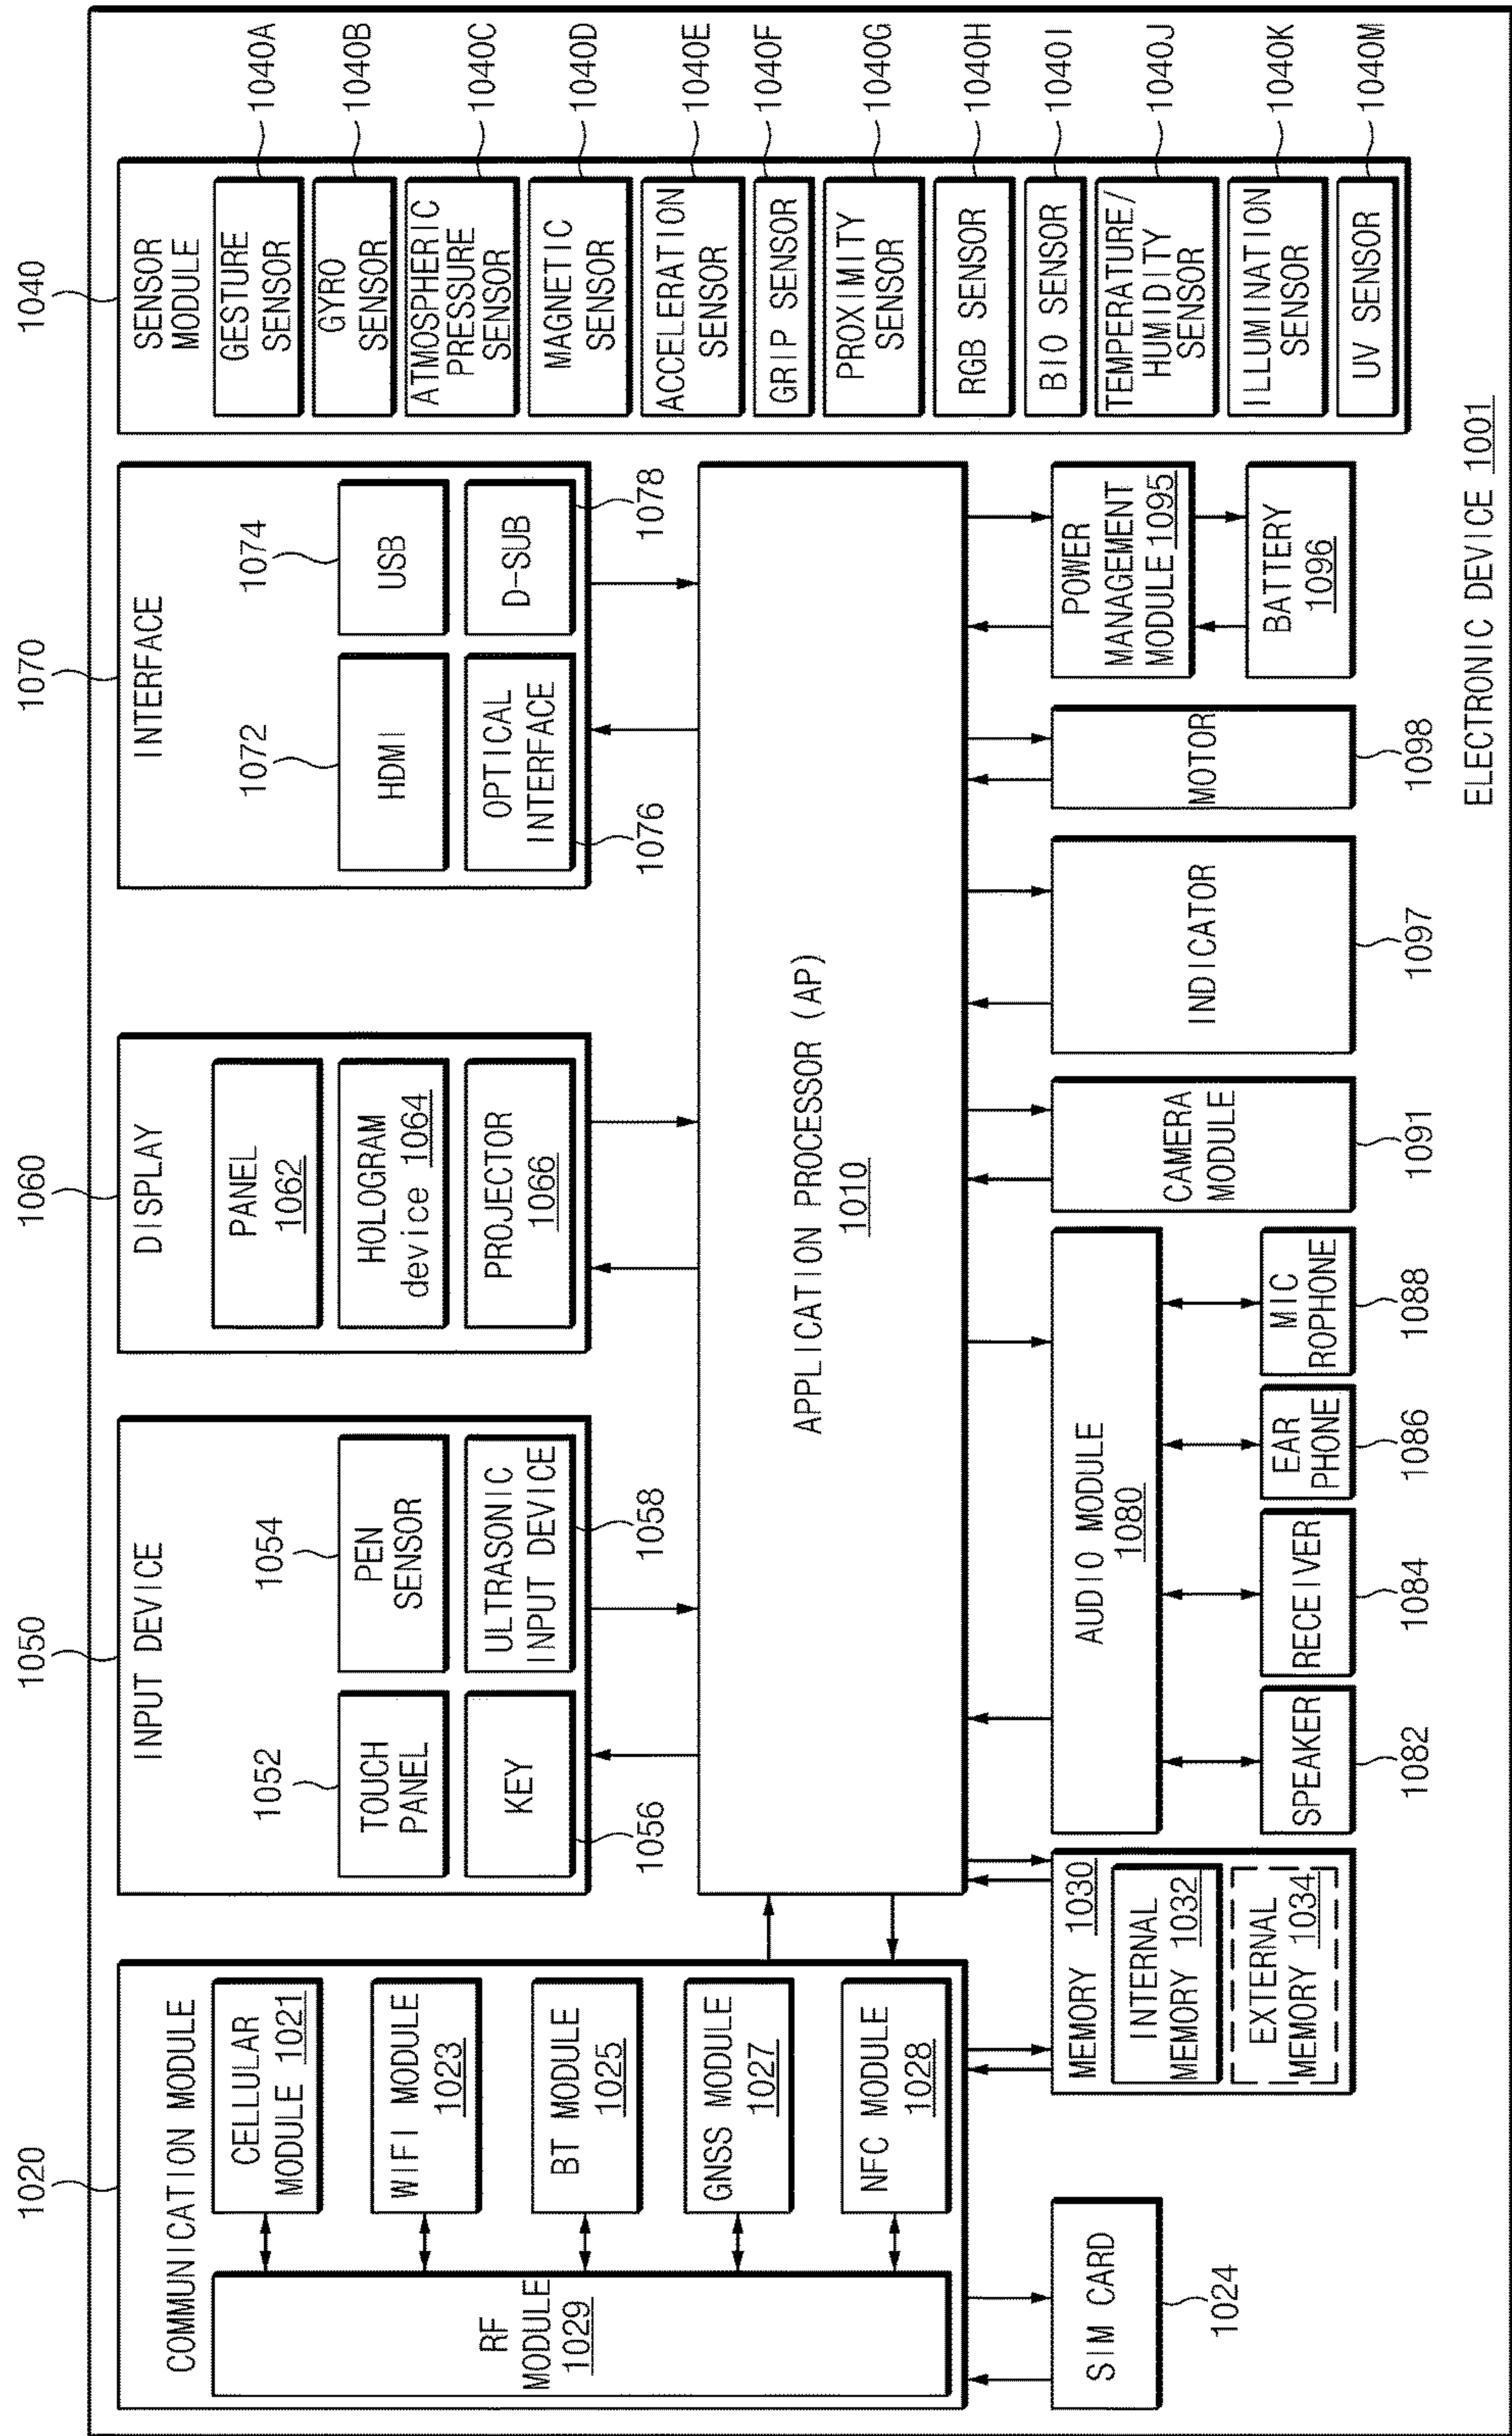 1020
COMMUNICATION MODULE
CELLULAR
MODULE 1021
WIFI MODULE
1023
BT MODULE
1025
GNSS MODULE
1027
NFC MODULE
1028
RF
MODULE
1029
SIM CARD
1024
1050
INPUT DEVICE
1052
TOUCH
PANEL
1054
PEN
SENSOR
KEY
1056
ULTRASONIC
INPUT DEVICE
1058
1060
DISPLAY
PANEL
1062
HOLOGRAM
device 1064
PROJECTOR
1066
1070
INTERFACE
1072
HDMI
1074
USB
OPTICAL
INTERFACE
1076
D-SUB
1078
1040
SENSOR
MODULE
GESTURE
SENSOR
1040A
GYRO
SENSOR
1040B
ATMOSPHERIC
PRESSURE
SENSOR
1040C
MAGNETIC
SENSOR
1040D
ACCELERATION
SENSOR
1040E
GRIP SENSOR
1040F
PROXIMITY
SENSOR
1040G
RGB SENSOR
1040H
BIO SENSOR
1040I
TEMPERATURE/
HUMIDITY
SENSOR
1040J
ILLUMINATION
SENSOR
1040K
UV SENSOR
1040M
APPLICATION PROCESSOR (AP)
1010
MEMORY 1030
INTERNAL
MEMORY 1032
EXTERNAL
MEMORY 1034
AUDIO MODULE
1080
SPEAKER
1082
RECEIVER
1084
EAR
PHONE
1086
MIC
ROPHONE
1088
CAMERA
MODULE
1091
INDICATOR
1097
MOTOR
1098
POWER
MANAGEMENT
MODULE 1095
BATTERY
1096
ELECTRONIC DEVICE 1001